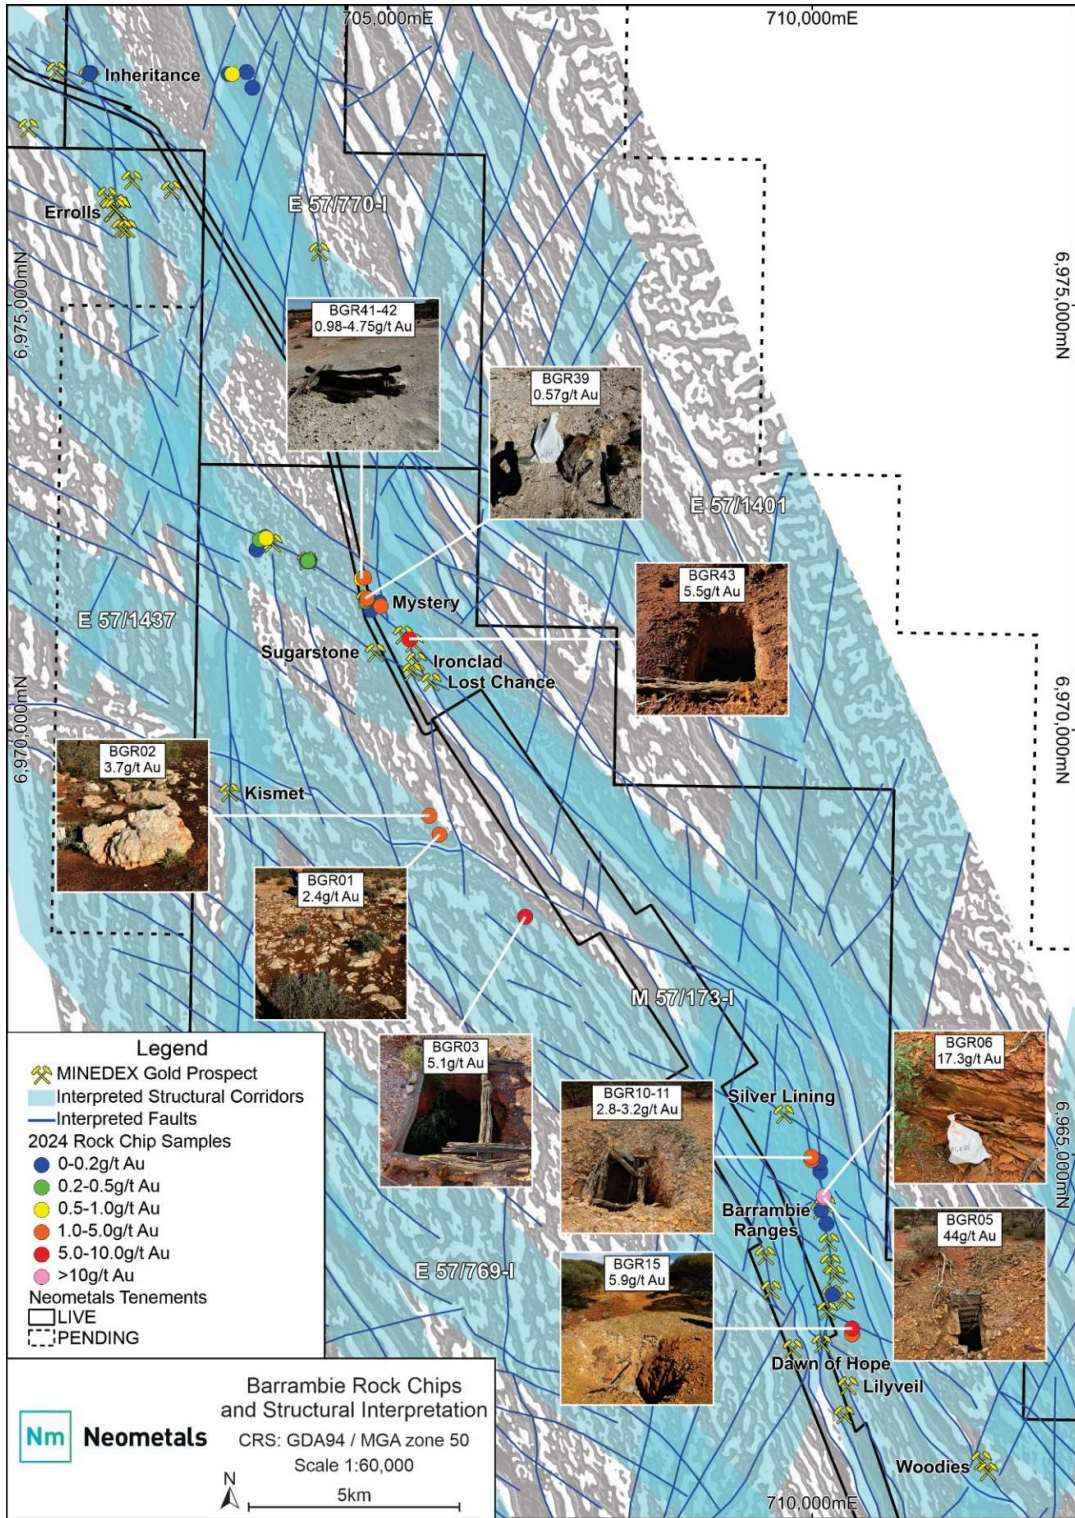 705,000mE
710,000mE
Inheritance
E 57/770-I
Errolls
6,975,000mN
6,975,000mN
BGR41-42
0.98-4.75g/t Au
BGR39
0.57g/t Au
E 57/1401
BGR43
5.5g/t Au
E 57/1437
Mystery
Sugarstone
Ironclad
Lost Chance
6,970,000mN
6,970,000mN
BGR02
3.7g/t Au
Kismet
BGR01
2.4g/t Au
M 57/173-I
BGR03
5.1g/t Au
BGR06
17.3g/t Au
BGR10-11
2.8-3.2g/t Au
Silver Lining
6,965,000mN
Barrambie
Ranges
BGR05
44g/t Au
BGR15
5.9g/t Au
E 57/769-I
Dawn of Hope
Lilyveil
Woodies
710,000mE
Legend
MINEDEX Gold Prospect
Interpreted Structural Corridors
Interpreted Faults
2024 Rock Chip Samples
0-0.2g/t Au
0.2-0.5g/t Au
0.5-1.0g/t Au
1.0-5.0g/t Au
5.0-10.0g/t Au
>10g/t Au
Neometals Tenements
LIVE
PENDING
Nm Neometals
Barrambie Rock Chips
and Structural Interpretation
CRS: GDA94 / MGA zone 50
Scale 1:60,000
N
5km